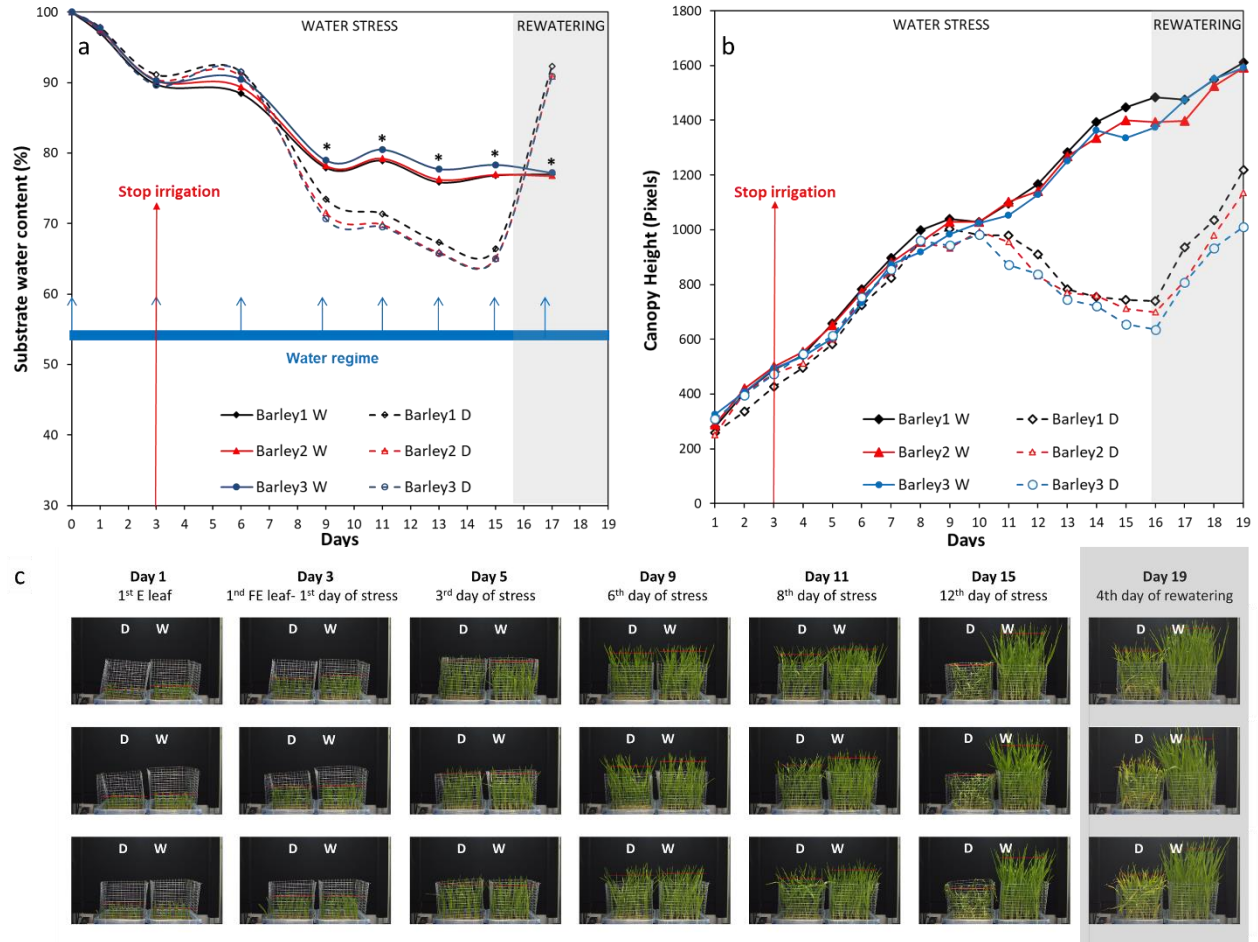 a
WATER STRESS
REWATERING
Substrate water content (%)
100
90
80
70
60
50
40
30
*
*
*
*
*
Stop irrigation
Water regime
Barley1 W
Barley1 D
Barley2 W
Barley2 D
Barley3 W
Barley3 D
0 1 2 3 4 5 6 7 8 9 10 11 12 13 14 15 16 17 18 19
Days
b
WATER STRESS
REWATERING
Canopy Height (Pixels)
1800
1600
1400
1200
1000
800
600
400
200
0
Stop irrigation
Barley1 W
Barley1 D
Barley2 W
Barley2 D
Barley3 W
Barley3 D
1 2 3 4 5 6 7 8 9 10 11 12 13 14 15 16 17 18 19
Days
c
Day 1
1st E leaf
Day 3
1nd FE leaf- 1st day of stress
Day 5
3rd day of stress
Day 9
6th day of stress
Day 11
8th day of stress
Day 15
12th day of stress
Day 19
4th day of rewatering
D W D W D W D W D W D W D W
D W D W D W D W D W D W D W
D W D W D W D W D W D W D W